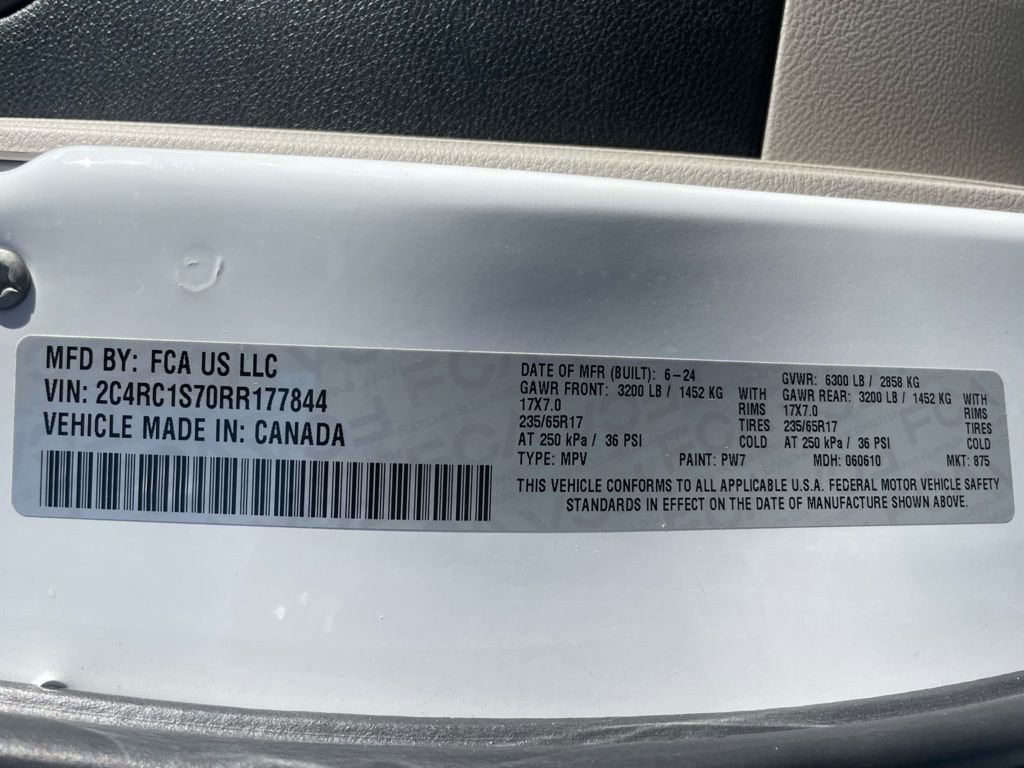 MFD BY: FCA US LLC
VIN: 2C4RC1S70RR177844
VEHICLE MADE IN: CANADA
DATE OF MFR (BUILT): 6-24 GVWR: 6300 LB / 2858 KG
GAWR FRONT: 3200 LB / 1452 KG WITH GAWR REAR: 3200 LB / 1452 KG WITH
17X7.0 RIMS 17X7.0 RIMS
235/65R17 TIRES 235/65R17 TIRES
AT 250 kPa / 36 PSI COLD AT 250 kPa / 36 PSI COLD
TYPE: MPV PAINT: PW7 MDH: 060610 MKT: 875
THIS VEHICLE CONFORMS TO ALL APPLICABLE U.S.A. FEDERAL MOTOR VEHICLE SAFETY
STANDARDS IN EFFECT ON THE DATE OF MANUFACTURE SHOWN ABOVE.